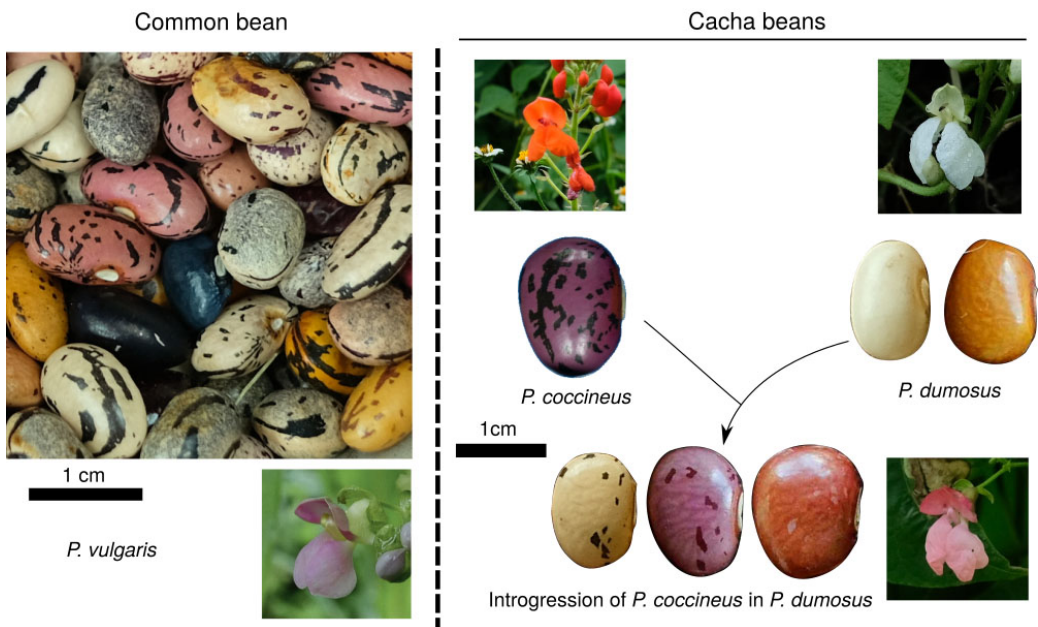 Common bean
1 cm
P. vulgaris
Cacha beans
P. coccineus
P. dumosus
1cm
Introgression of P. coccineus in P. dumosus